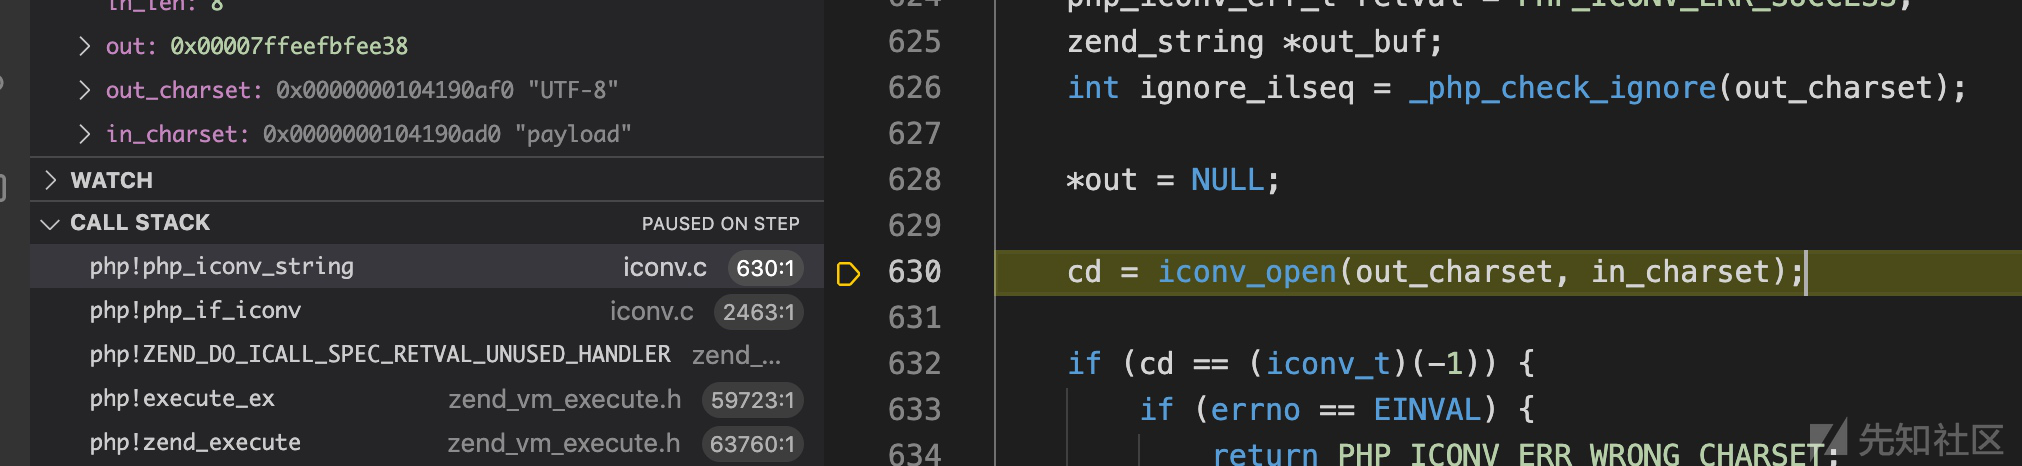 in_len: 8
out: 0x00007ffeefbfee38
out_charset: 0x0000000104190af0 "UTF-8"
in_charset: 0x0000000104190ad0 "payload"
WATCH
CALL STACK PAUSED ON STEP
php!php_iconv_string iconv.c 630:1
php!php_if_iconv iconv.c 2463:1
php!ZEND_DO_ICALL_SPEC_RETVAL_UNUSED_HANDLER zend_...
php!execute_ex zend_vm_execute.h 59723:1
php!zend_execute zend_vm_execute.h 63760:1
624 php_iconv_err_t retval = PHP_ICONV_ERR_SUCCESS;
625 zend_string *out_buf;
626 int ignore_ilseq = _php_check_ignore(out_charset);
627
628 *out = NULL;
629
630 cd = iconv_open(out_charset, in_charset);
631
632 if (cd == (iconv_t)(-1)) {
633 if (errno == EINVAL) {
634 return PHP_ICONV_ERR_WRONG_CHARSET;
先知社区